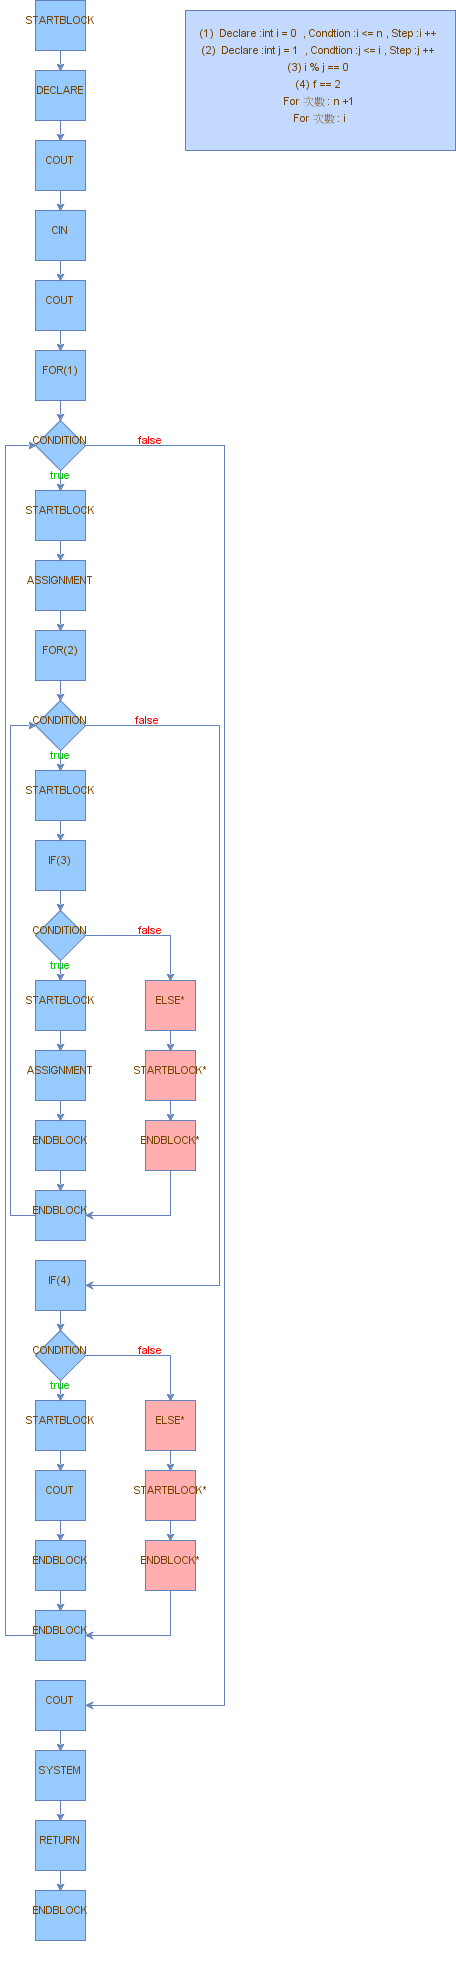 STARTBLOCK
(1) Declare :int i = 0 , Condtion :i <= n , Step :i ++
(2) Declare :int j = 1 , Condtion :j <= i , Step :j ++
(3) i % j == 0
(4) f == 2
For 次數 : n +1
For 次數 : i
DECLARE
COUT
CIN
COUT
FOR(1)
CONDITION
false
true
STARTBLOCK
ASSIGNMENT
FOR(2)
CONDITION
false
true
STARTBLOCK
IF(3)
CONDITION
false
true
STARTBLOCK
ELSE*
ASSIGNMENT
STARTBLOCK*
ENDBLOCK
ENDBLOCK*
ENDBLOCK
IF(4)
CONDITION
false
true
STARTBLOCK
ELSE*
COUT
STARTBLOCK*
ENDBLOCK
ENDBLOCK*
ENDBLOCK
COUT
SYSTEM
RETURN
ENDBLOCK